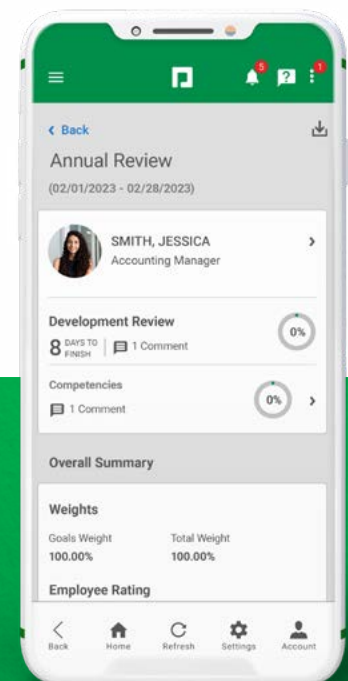 5
?
1
Back
Annual Review
(02/01/2023 - 02/28/2023)
SMITH, JESSICA
Accounting Manager
Development Review
8 DAYS TO FINISH 1 Comment
0%
Competencies
1 Comment
0%
Overall Summary
Weights
Goals Weight Total Weight
100.00% 100.00%
Employee Rating
Back Home Refresh Settings Account